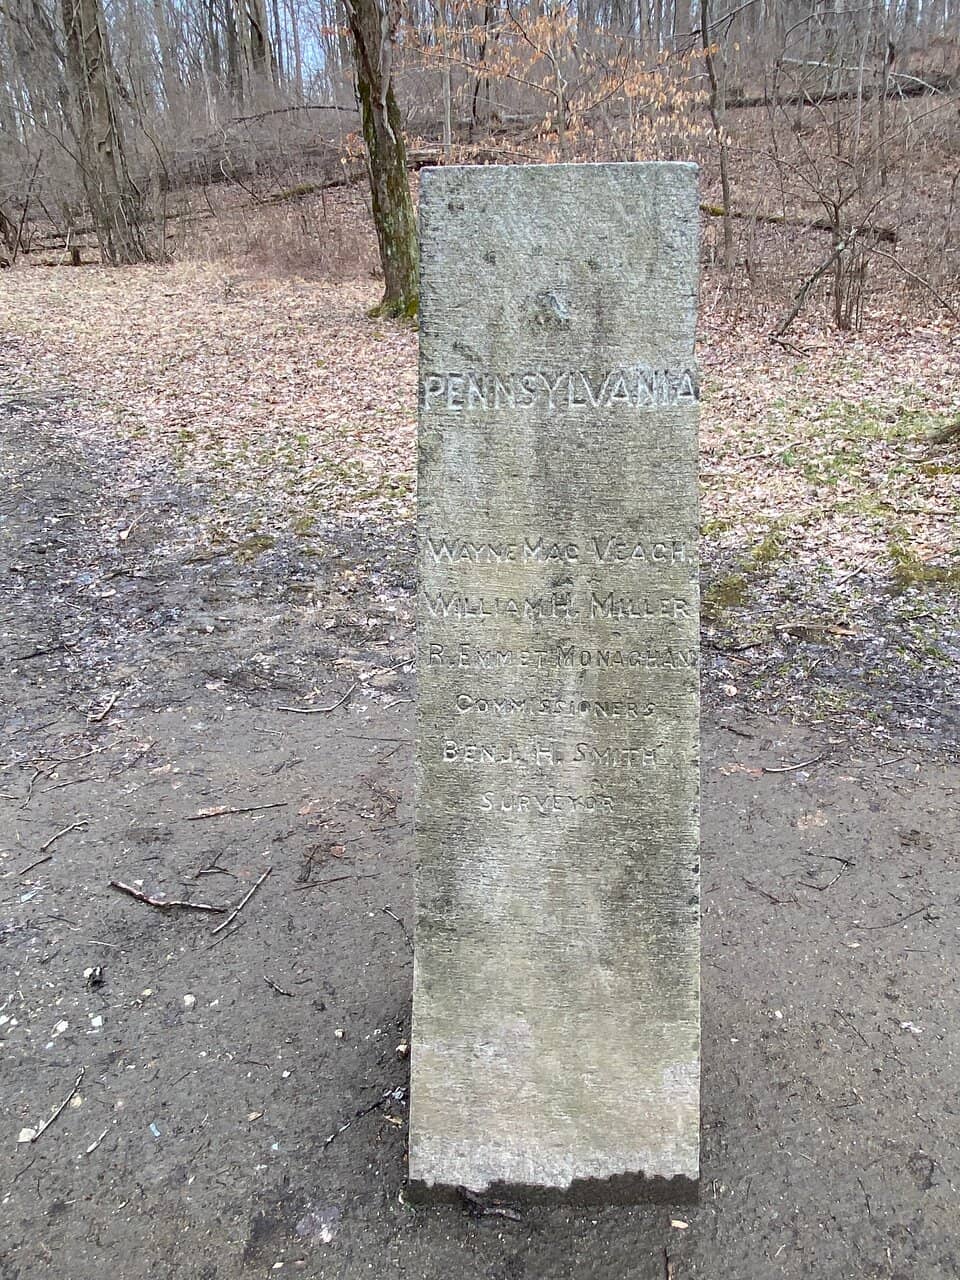 PENNSYLVANIA
WAYNE MAC VEAGH.
WILLIAM H. MILLER
R. EMMET MONAGHAN
COMMISSIONERS
BENJ. H. SMITH
SURVEYOR